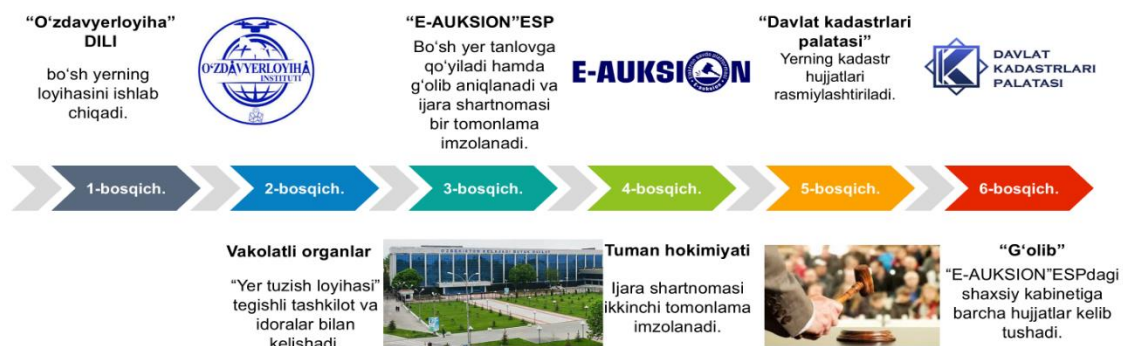 “O‘zdavyerloyiha”
DILI
bo‘sh yerning
loyihasini ishlab
chiqadi.
O‘ZDAVYERLOYIHA
INSTITUTI
“E-AUKSION”ESP
Bo‘sh yer tanlovga
qo‘yiladi hamda
g‘olib aniqlanadi va
ijara shartnomasi
bir tomonlama
imzolanadi.
E-AUKSION
“Davlat kadastrlari
palatasi”
Yerning kadastr
hujjatlari
rasmiylashtiriladi.
DAVLAT
KADASTRLARI
PALATASI
1-bosqich.
2-bosqich.
3-bosqich.
4-bosqich.
5-bosqich.
6-bosqich.
Vakolatli organlar
“Yer tuzish loyihasi”
tegishli tashkilot va
idoralar bilan
kelishadi.
Tuman hokimiyati
Ijara shartnomasi
ikkinchi tomonlama
imzolanadi.
“G‘olib”
“E-AUKSION”ESPdagi
shaxsiy kabinetiga
barcha hujjatlar kelib
tushadi.